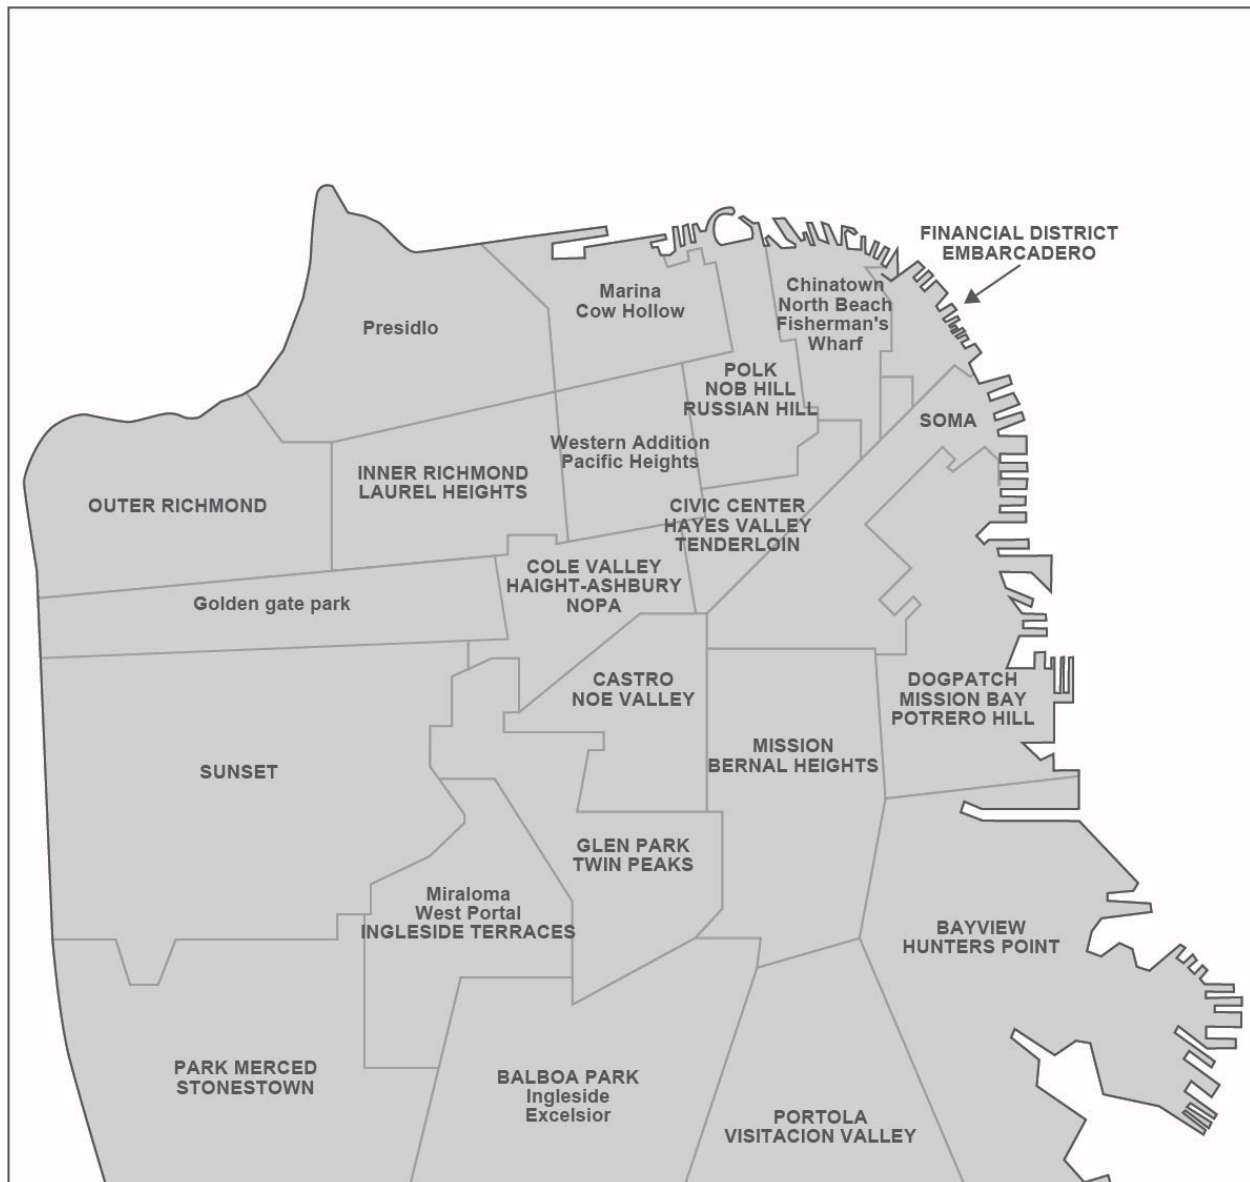 FINANCIAL DISTRICT
EMBARCADERO
Marina
Cow Hollow
Chinatown
North Beach
Fisherman's
Wharf
Presidlo
POLK
NOB HILL
RUSSIAN HILL
SOMA
Western Addition
Pacific Heights
INNER RICHMOND
LAUREL HEIGHTS
OUTER RICHMOND
CIVIC CENTER
HAYES VALLEY
TENDERLOIN
COLE VALLEY
HAIGHT-ASHBURY
NOPA
Golden gate park
CASTRO
NOE VALLEY
DOGPATCH
MISSION BAY
POTRERO HILL
SUNSET
MISSION
BERNAL HEIGHTS
GLEN PARK
TWIN PEAKS
Miraloma
West Portal
INGLESIDE TERRACES
BAYVIEW
HUNTERS POINT
PARK MERCED
STONESTOWN
BALBOA PARK
Ingleside
Excelsior
PORTOLA
VISITACION VALLEY